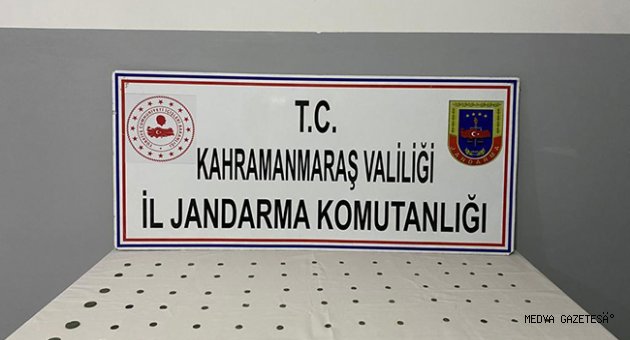 T.C.
KAHRAMANMARAŞ VALİLİĞİ
İL JANDARMA KOMUTANLIĞI
JANDARMA
MEDYA GAZETESİ°